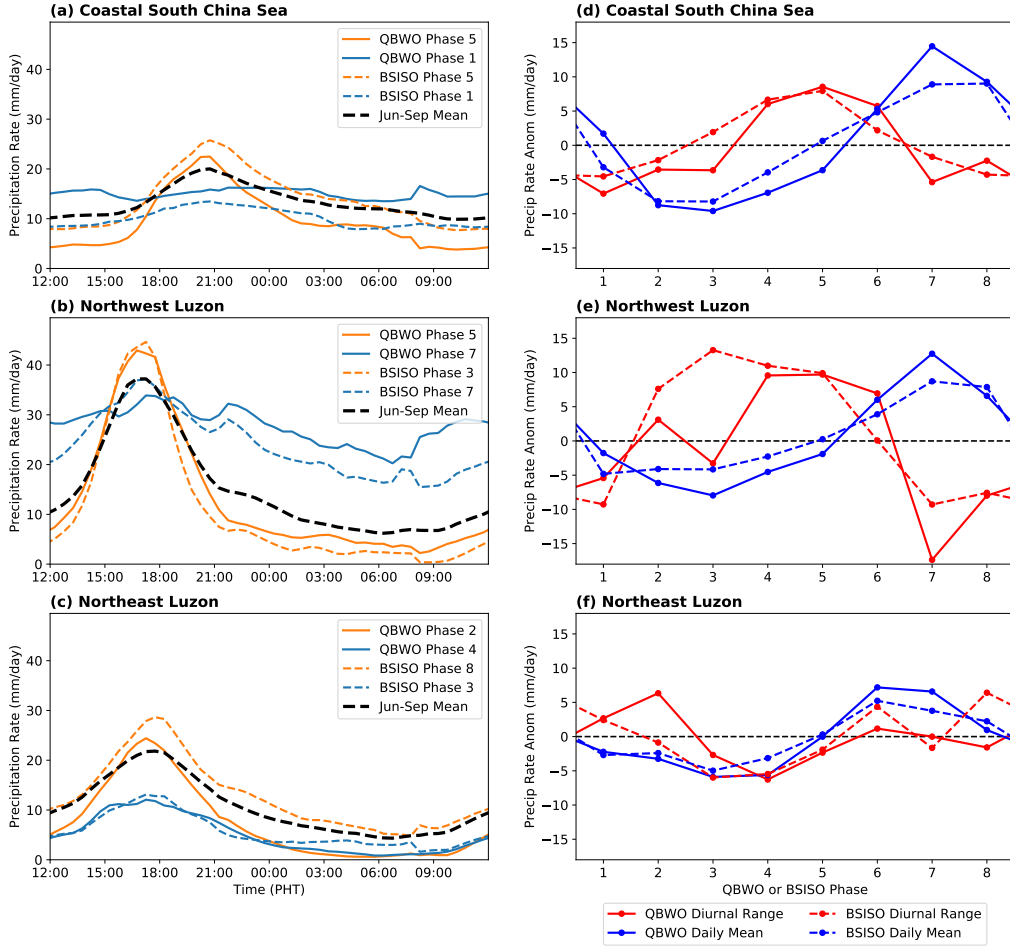 (a) Coastal South China Sea
Precipitation Rate (mm/day)
40
30
20
10
0
12:00 15:00 18:00 21:00 00:00 03:00 06:00 09:00
QBWO Phase 5
QBWO Phase 1
BSISO Phase 5
BSISO Phase 1
Jun-Sep Mean
(d) Coastal South China Sea
Precip Rate Anom (mm/day)
15
10
5
0
−5
−10
−15
1 2 3 4 5 6 7 8
(b) Northwest Luzon
Precipitation Rate (mm/day)
40
30
20
10
0
12:00 15:00 18:00 21:00 00:00 03:00 06:00 09:00
QBWO Phase 5
QBWO Phase 7
BSISO Phase 3
BSISO Phase 7
Jun-Sep Mean
(e) Northwest Luzon
Precip Rate Anom (mm/day)
15
10
5
0
−5
−10
−15
1 2 3 4 5 6 7 8
(c) Northeast Luzon
Precipitation Rate (mm/day)
40
30
20
10
0
12:00 15:00 18:00 21:00 00:00 03:00 06:00 09:00
Time (PHT)
QBWO Phase 2
QBWO Phase 4
BSISO Phase 8
BSISO Phase 3
Jun-Sep Mean
(f) Northeast Luzon
Precip Rate Anom (mm/day)
15
10
5
0
−5
−10
−15
1 2 3 4 5 6 7 8
QBWO or BSISO Phase
QBWO Diurnal Range
QBWO Daily Mean
BSISO Diurnal Range
BSISO Daily Mean